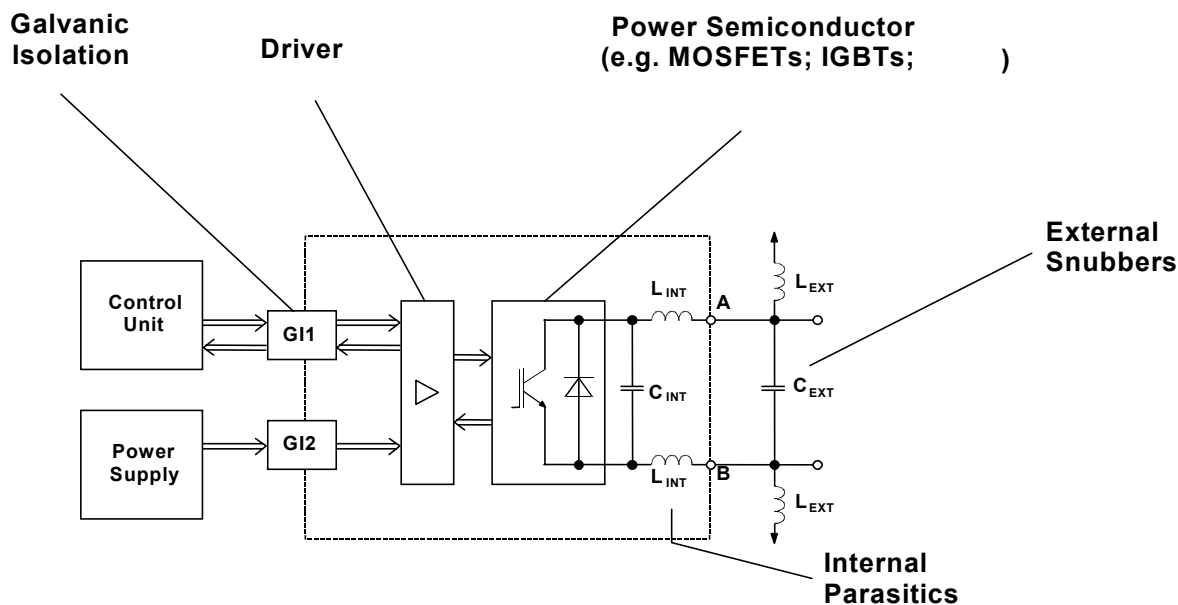 Galvanic
Isolation
Driver
Power Semiconductor
(e.g. MOSFETs; IGBTs; )
External
Snubbers
Control
Unit
GI1
L INT
A
L EXT
C INT
C EXT
Power
Supply
GI2
L INT
B
L EXT
Internal
Parasitics